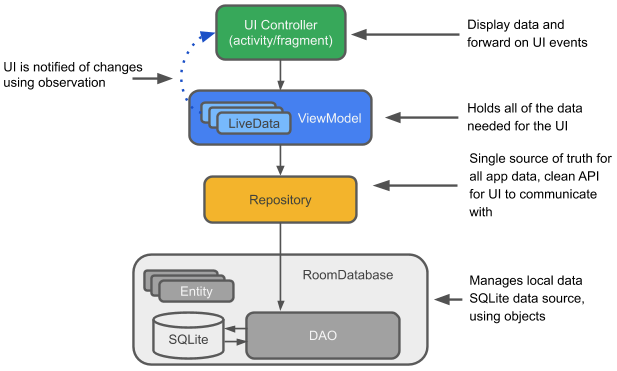 UI Controller
(activity/fragment)
Display data and
forward on UI events
UI is notified of changes
using observation
LiveData
ViewModel
Holds all of the data
needed for the UI
Repository
Single source of truth for
all app data, clean API
for UI to communicate
with
RoomDatabase
Entity
SQLite
DAO
Manages local data
SQLite data source,
using objects